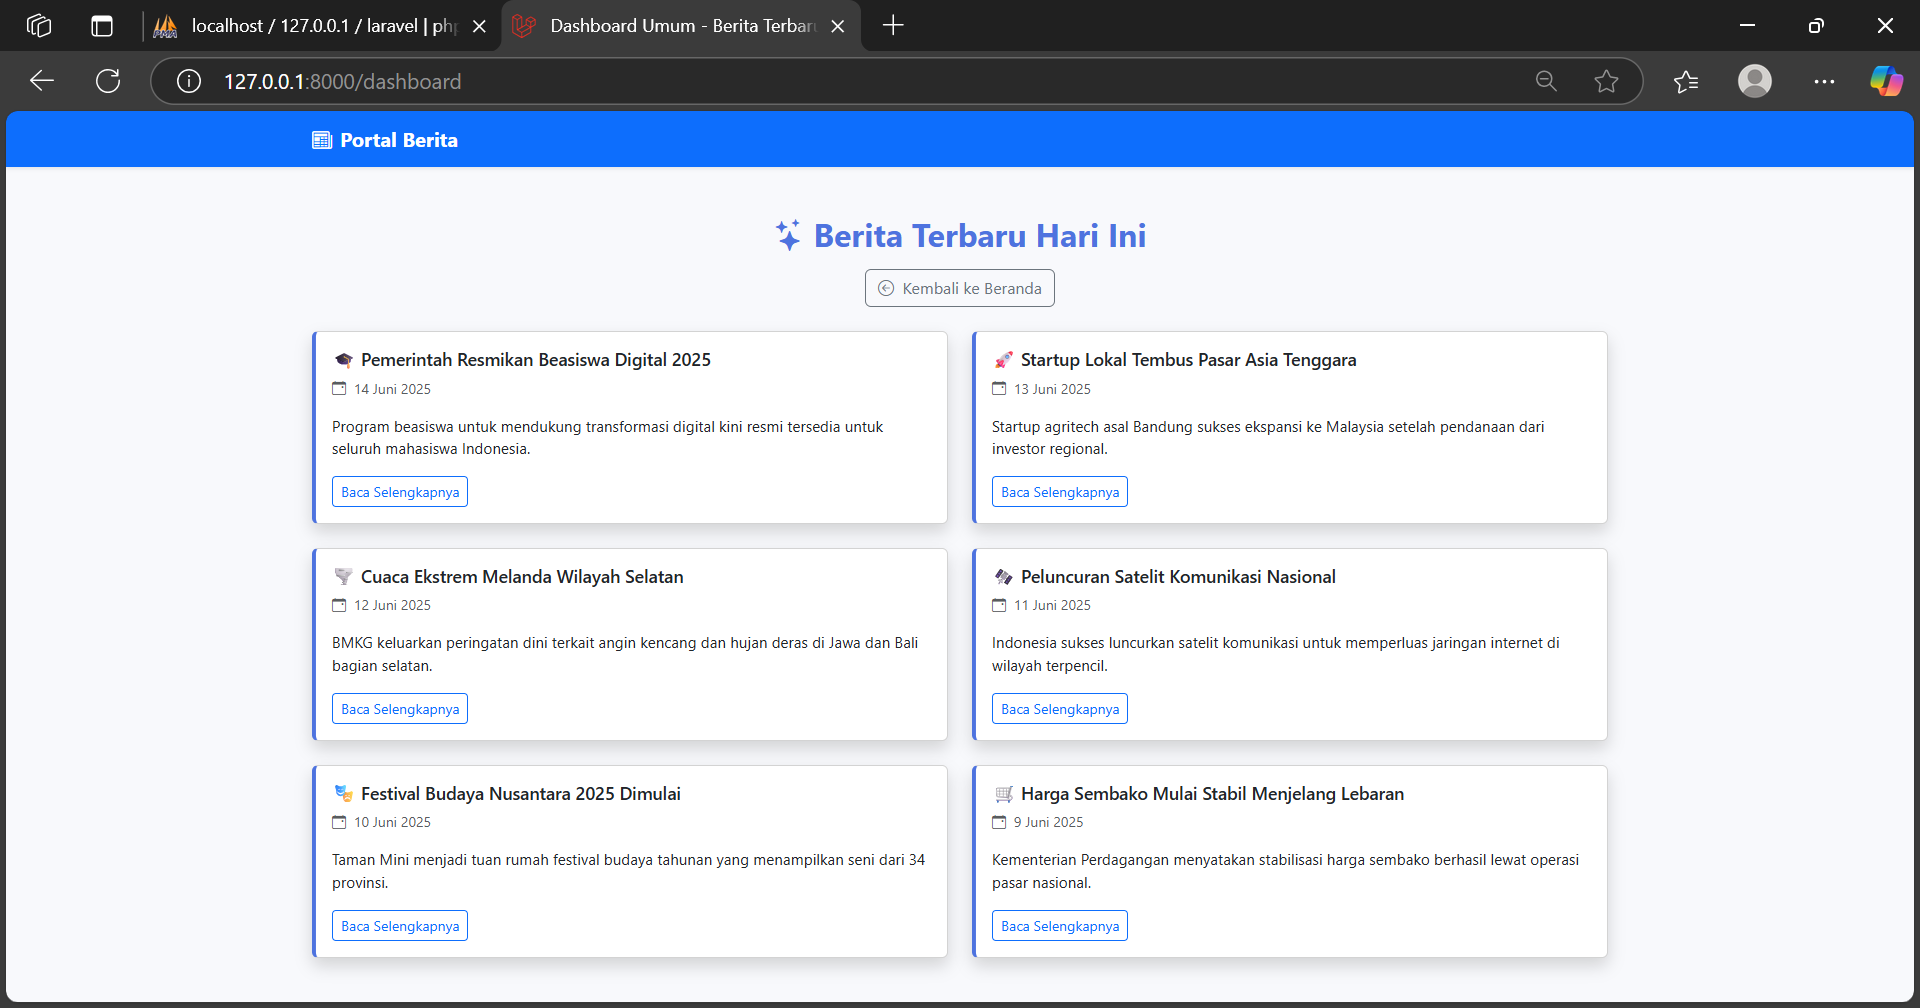 localhost / 127.0.0.1 / laravel | php
Dashboard Umum - Berita Terbaru
127.0.0.1:8000/dashboard
Portal Berita
Berita Terbaru Hari Ini
Kembali ke Beranda
Pemerintah Resmikan Beasiswa Digital 2025
14 Juni 2025
Program beasiswa untuk mendukung transformasi digital kini resmi tersedia untuk
seluruh mahasiswa Indonesia.
Baca Selengkapnya
Startup Lokal Tembus Pasar Asia Tenggara
13 Juni 2025
Startup agritech asal Bandung sukses ekspansi ke Malaysia setelah pendanaan dari
investor regional.
Baca Selengkapnya
Cuaca Ekstrem Melanda Wilayah Selatan
12 Juni 2025
BMKG keluarkan peringatan dini terkait angin kencang dan hujan deras di Jawa dan Bali
bagian selatan.
Baca Selengkapnya
Peluncuran Satelit Komunikasi Nasional
11 Juni 2025
Indonesia sukses luncurkan satelit komunikasi untuk memperluas jaringan internet di
wilayah terpencil.
Baca Selengkapnya
Festival Budaya Nusantara 2025 Dimulai
10 Juni 2025
Taman Mini menjadi tuan rumah festival budaya tahunan yang menampilkan seni dari 34
provinsi.
Baca Selengkapnya
Harga Sembako Mulai Stabil Menjelang Lebaran
9 Juni 2025
Kementerian Perdagangan menyatakan stabilisasi harga sembako berhasil lewat operasi
pasar nasional.
Baca Selengkapnya